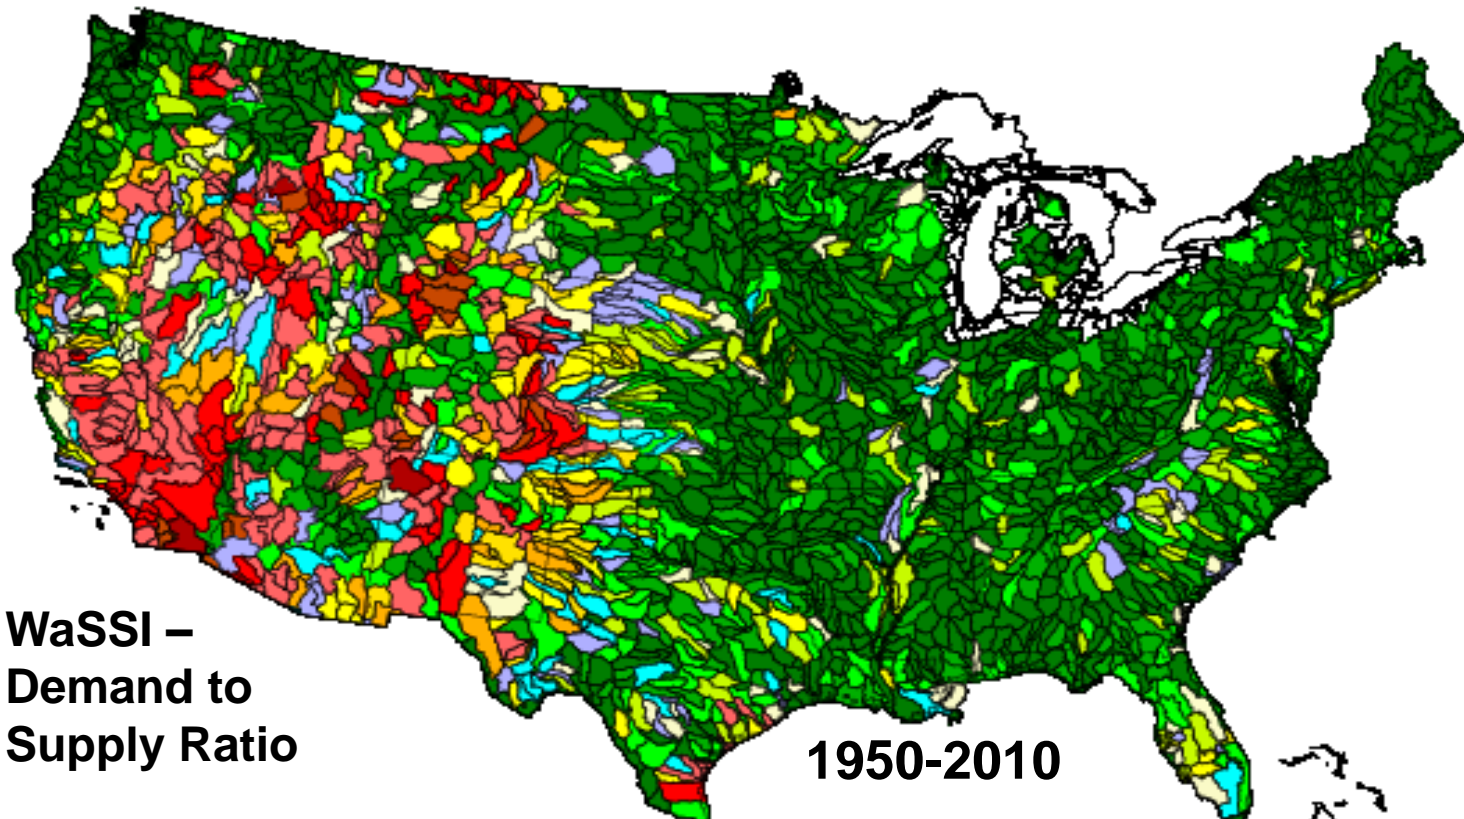 WaSSI –
Demand to
Supply Ratio
1950-2010